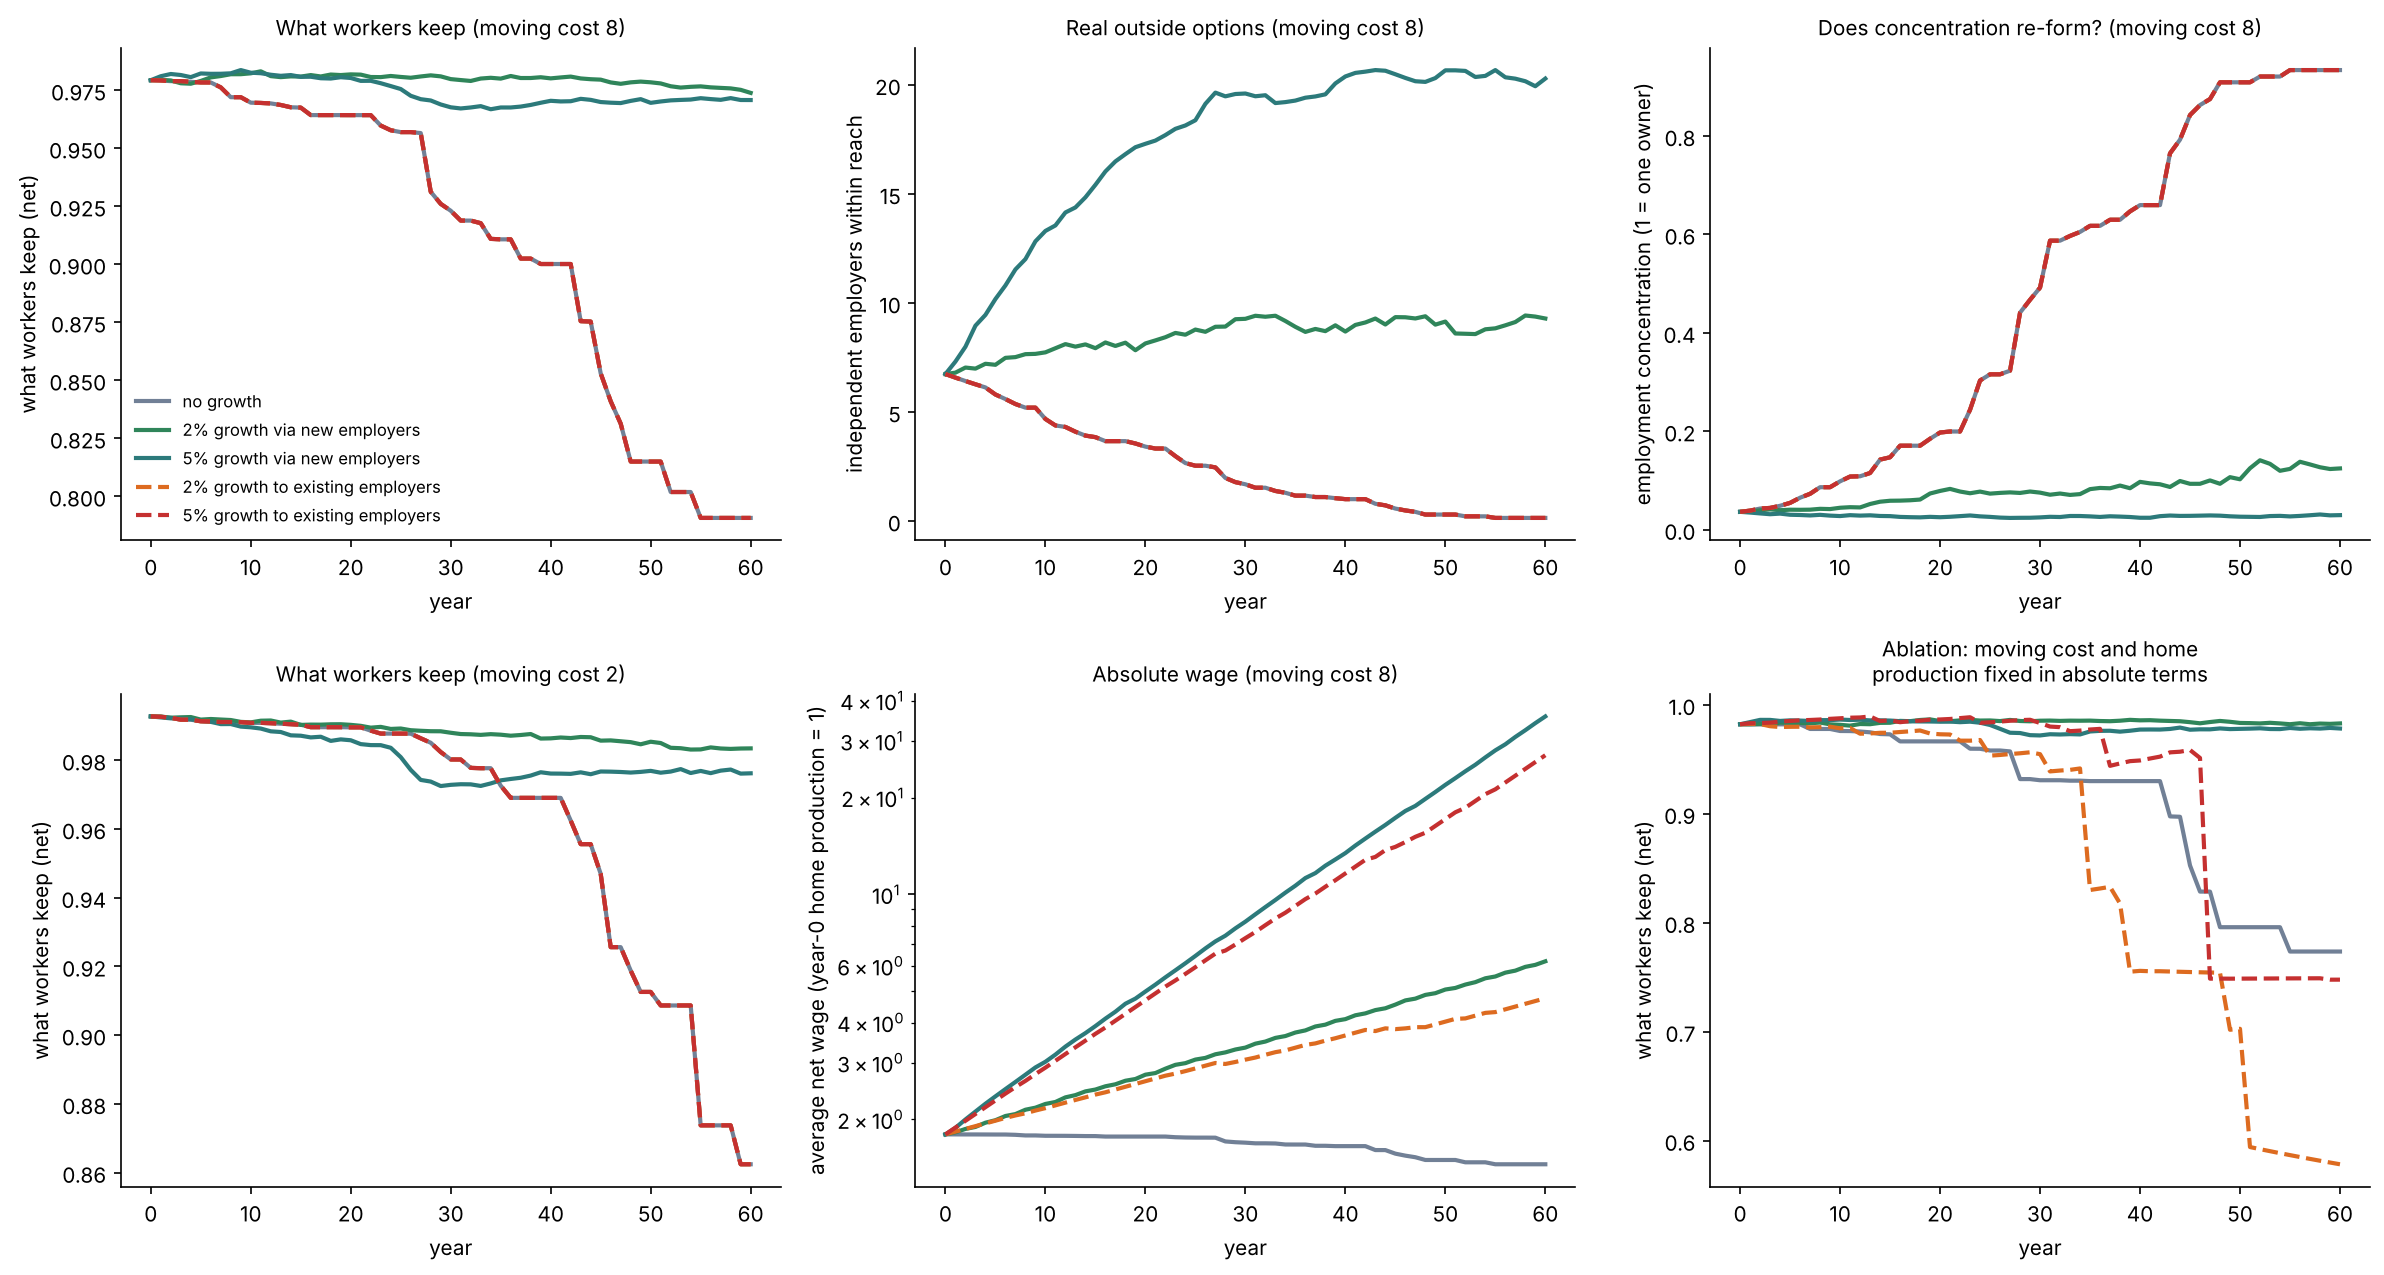 What workers keep (moving cost 8)
what workers keep (net)
0.975
0.950
0.925
0.900
0.875
0.850
0.825
0.800
no growth
2% growth via new employers
5% growth via new employers
2% growth to existing employers
5% growth to existing employers
0 10 20 30 40 50 60
year
Real outside options (moving cost 8)
independent employers within reach
20
15
10
5
0
0 10 20 30 40 50 60
year
Does concentration re-form? (moving cost 8)
employment concentration (1 = one owner)
0.8
0.6
0.4
0.2
0.0
0 10 20 30 40 50 60
year
What workers keep (moving cost 2)
what workers keep (net)
0.98
0.96
0.94
0.92
0.90
0.88
0.86
0 10 20 30 40 50 60
year
Absolute wage (moving cost 8)
average net wage (year-0 home production = 1)
4 × 10¹
3 × 10¹
2 × 10¹
10¹
6 × 10⁰
4 × 10⁰
3 × 10⁰
2 × 10⁰
0 10 20 30 40 50 60
year
Ablation: moving cost and home
production fixed in absolute terms
what workers keep (net)
1.0
0.9
0.8
0.7
0.6
0 10 20 30 40 50 60
year